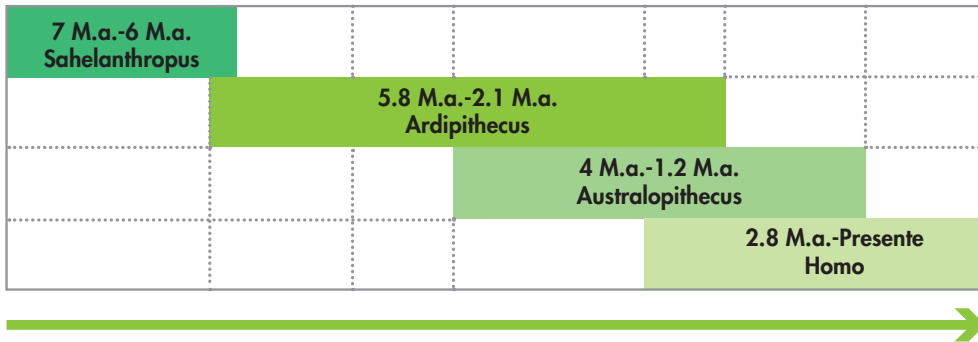 7 M.a.-6 M.a.
Sahelanthropus
5.8 M.a.-2.1 M.a.
Ardipithecus
4 M.a.-1.2 M.a.
Australopithecus
2.8 M.a.-Presente
Homo